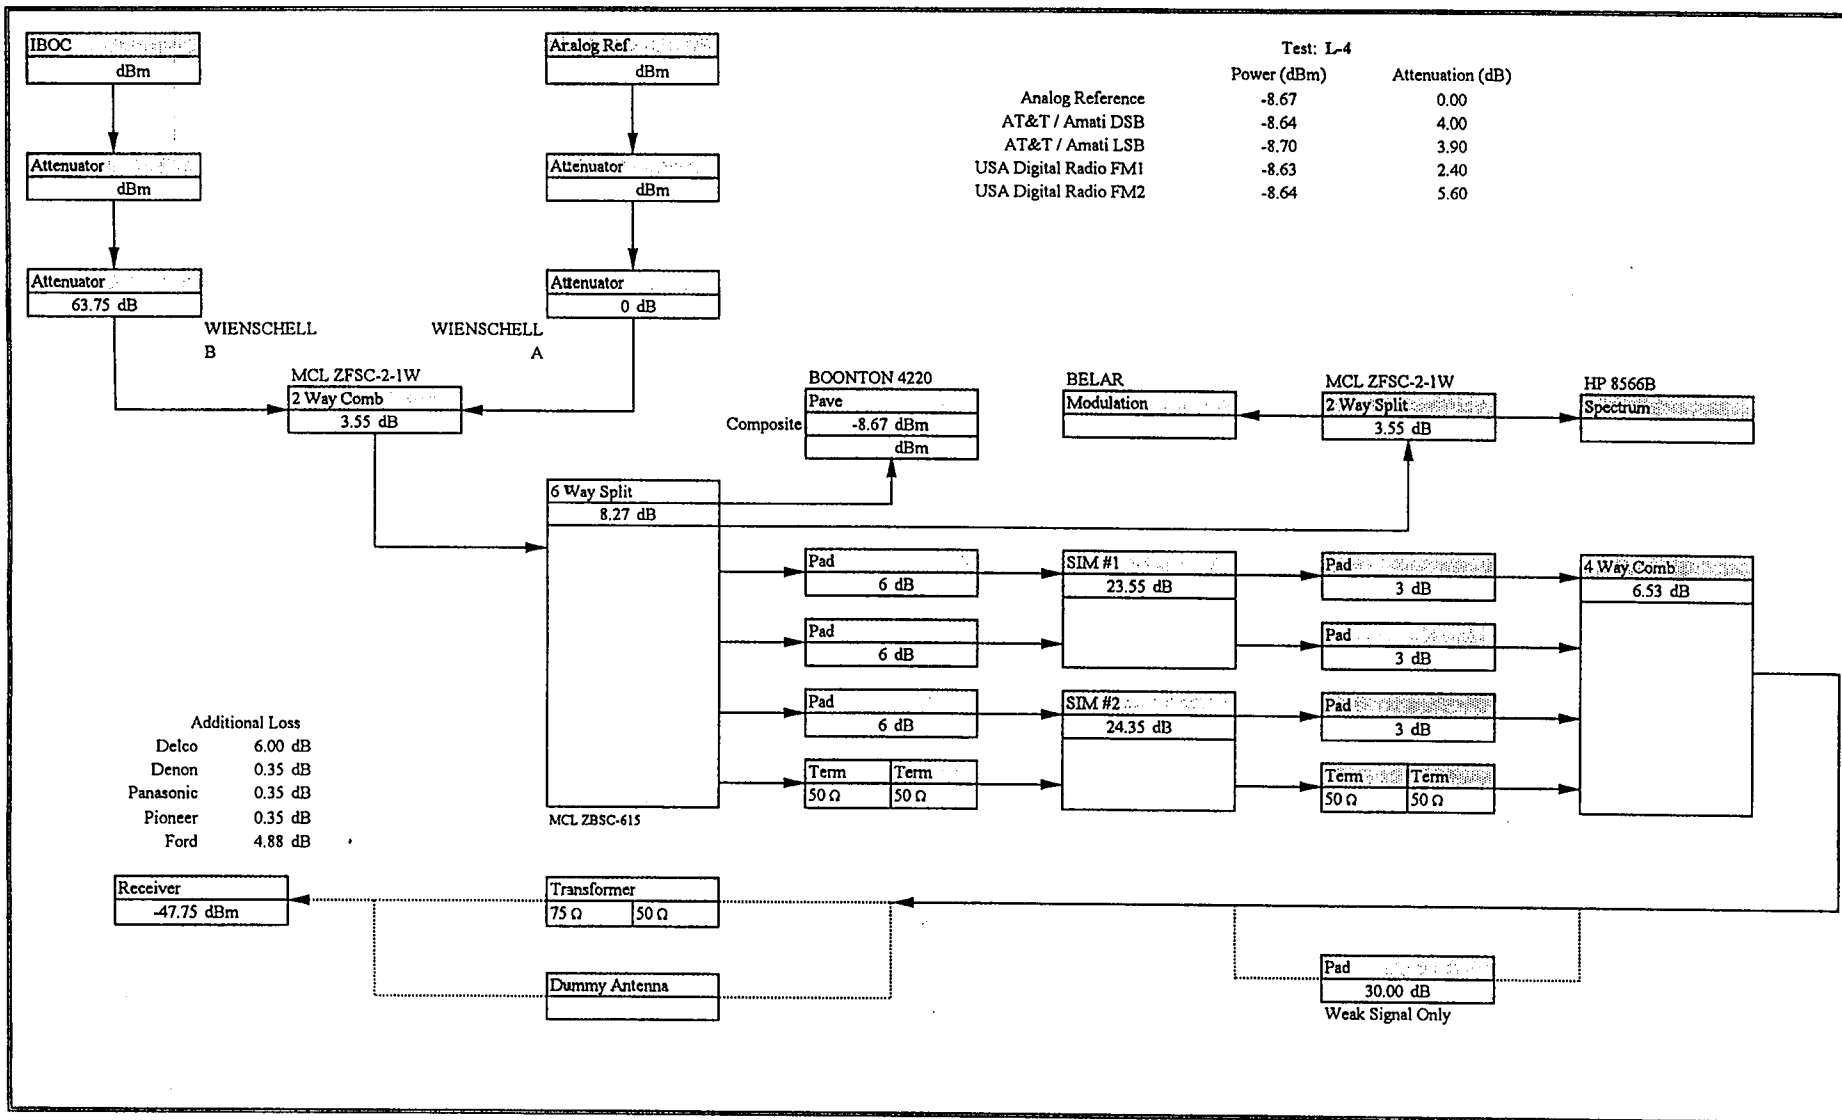 IBOC
dBm
Analog Ref.
dBm
Test: L-4
Power (dBm) Attenuation (dB)
Analog Reference -8.67 0.00
AT&T / Amati DSB -8.64 4.00
AT&T / Amati LSB -8.70 3.90
USA Digital Radio FM1 -8.63 2.40
USA Digital Radio FM2 -8.64 5.60
Attenuator
dBm
Attenuator
dBm
Attenuator
63.75 dB
Attenuator
0 dB
WIENSCHELL
B
WIENSCHELL
A
MCL ZFSC-2-1W
2 Way Comb
3.55 dB
BOONTON 4220
Pave
Composite -8.67 dBm
dBm
BELAR
Modulation
MCL ZFSC-2-1W
2 Way Split
3.55 dB
HP 8566B
Spectrum
6 Way Split
8.27 dB
MCL ZBSC-615
Pad
6 dB
SIM #1
23.55 dB
Pad
3 dB
4 Way Comb
6.53 dB
Pad
6 dB
Pad
3 dB
Pad
6 dB
SIM #2
24.35 dB
Pad
3 dB
Term Term
50 Ω 50 Ω
Term Term
50 Ω 50 Ω
Additional Loss
Delco 6.00 dB
Denon 0.35 dB
Panasonic 0.35 dB
Pioneer 0.35 dB
Ford 4.88 dB
Receiver
-47.75 dBm
Transformer
75 Ω 50 Ω
Dummy Antenna
Pad
30.00 dB
Weak Signal Only